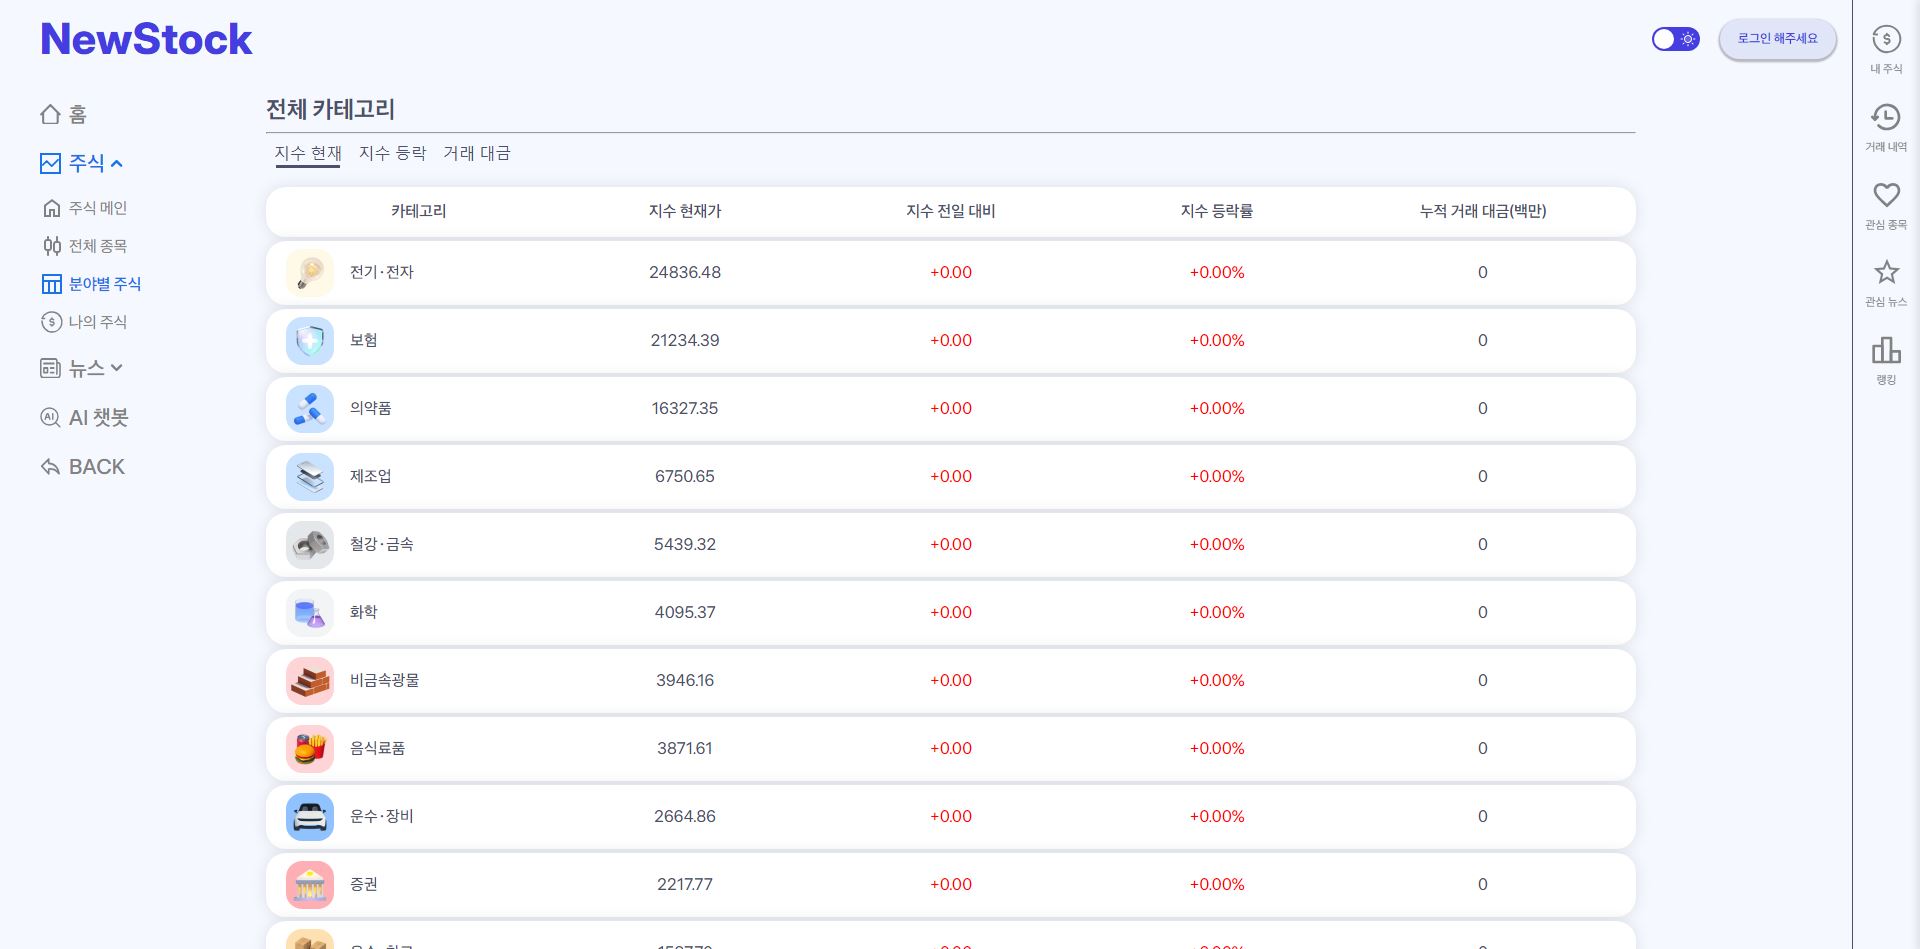 NewStock
로그인 해주세요
홈
주식
주식 메인
전체 종목
분야별 주식
나의 주식
뉴스
AI 챗봇
BACK
전체 카테고리
지수 현재 지수 등락 거래 대금
카테고리 지수 현재가 지수 전일 대비 지수 등락률 누적 거래 대금(백만)
전기·전자 24836.48 +0.00 +0.00% 0
보험 21234.39 +0.00 +0.00% 0
의약품 16327.35 +0.00 +0.00% 0
제조업 6750.65 +0.00 +0.00% 0
철강·금속 5439.32 +0.00 +0.00% 0
화학 4095.37 +0.00 +0.00% 0
비금속광물 3946.16 +0.00 +0.00% 0
음식료품 3871.61 +0.00 +0.00% 0
운수·장비 2664.86 +0.00 +0.00% 0
증권 2217.77 +0.00 +0.00% 0
내 주식
거래 내역
관심 종목
관심 뉴스
랭킹